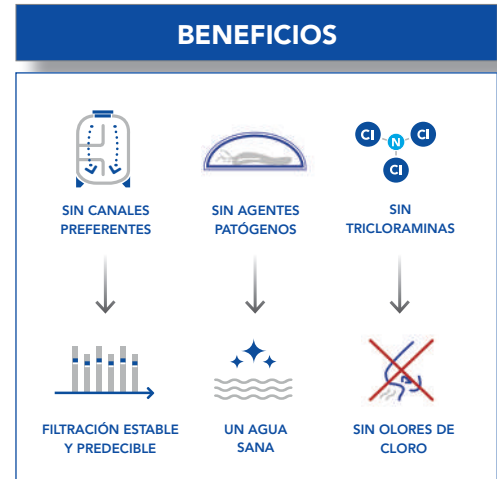 BENEFICIOS
Cl
N
Cl
Cl
SIN CANALES
PREFERENTES
SIN AGENTES
PATÓGENOS
SIN
TRICLORAMINAS
FILTRACIÓN ESTABLE
Y PREDECIBLE
UN AGUA
SANA
SIN OLORES DE
CLORO